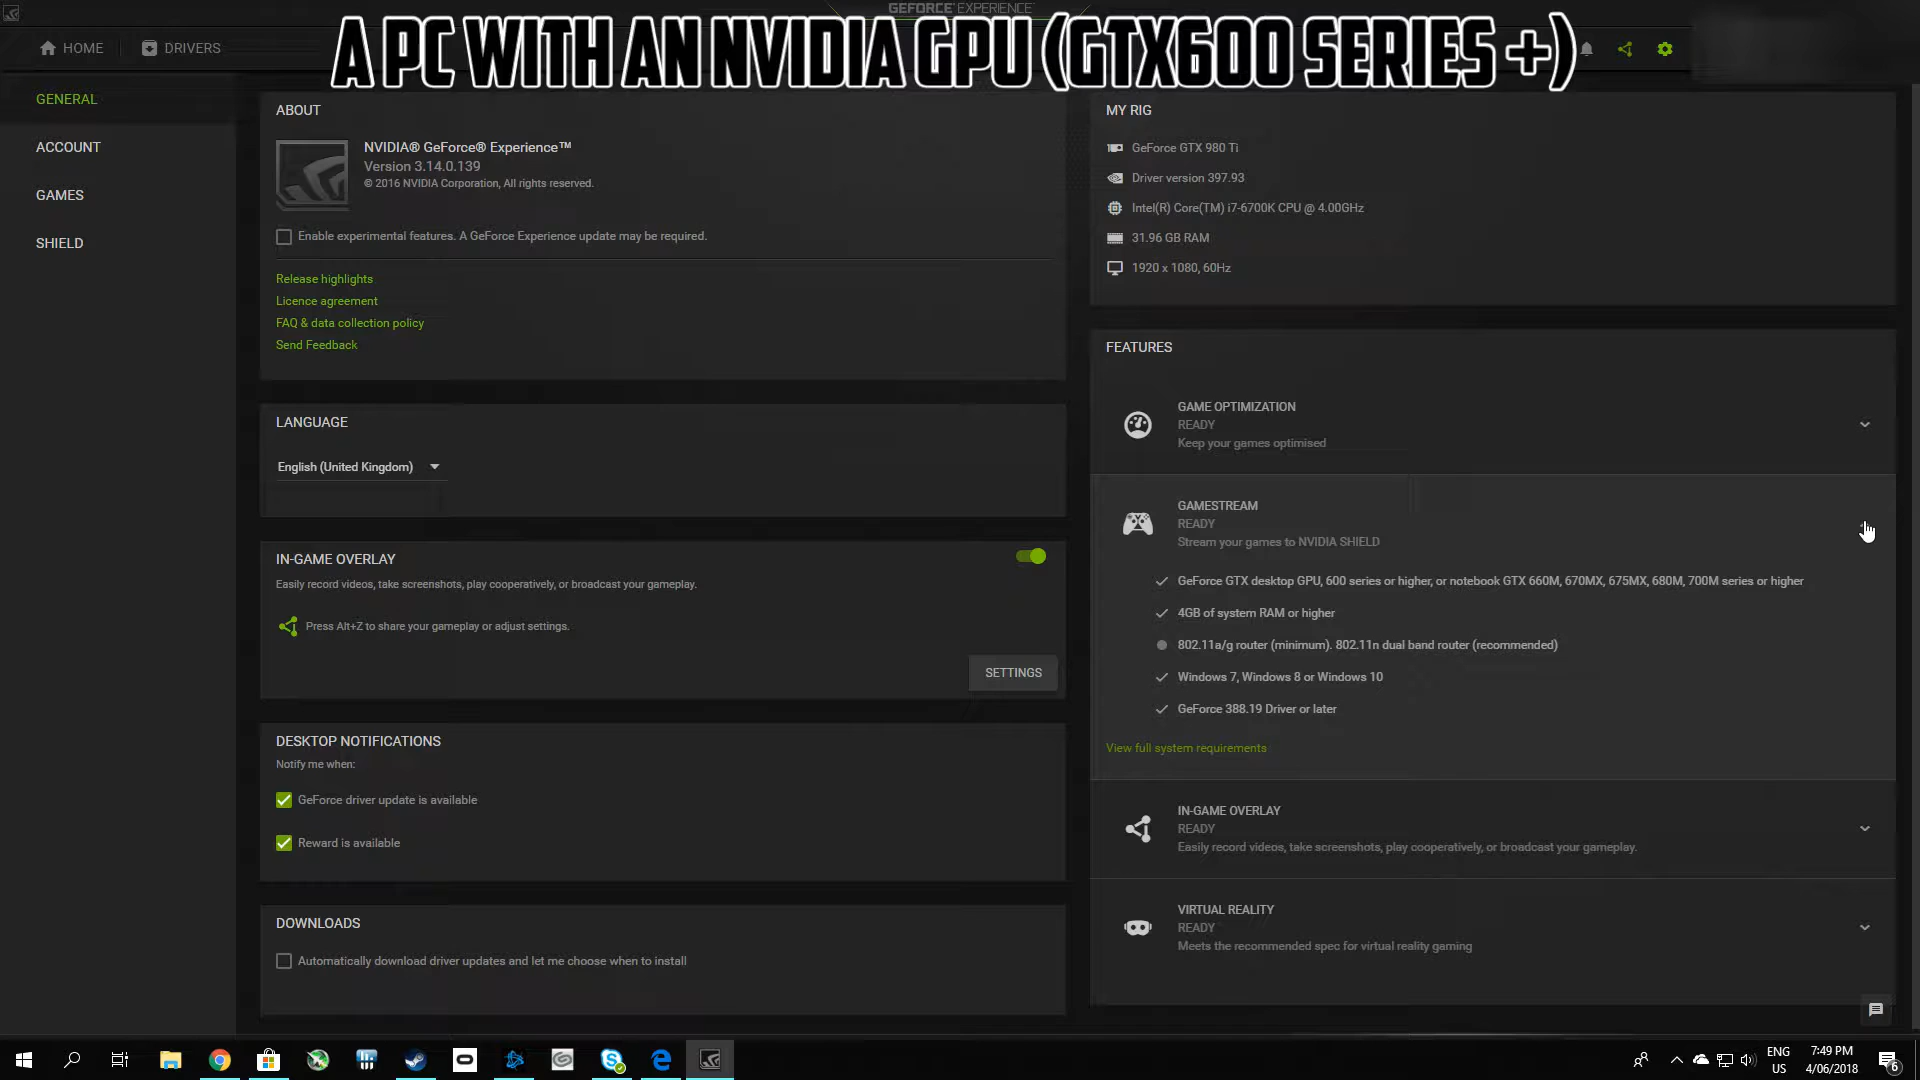 GEFORCE® EXPERIENCE™
A PC WITH AN NVIDIA GPU (GTX600 SERIES +)
HOME
DRIVERS
GENERAL
ACCOUNT
GAMES
SHIELD
ABOUT
NVIDIA® GeForce® Experience™
Version 3.14.0.139
© 2016 NVIDIA Corporation, All rights reserved.
Enable experimental features. A GeForce Experience update may be required.
Release highlights
Licence agreement
FAQ & data collection policy
Send Feedback
LANGUAGE
English (United Kingdom)
IN-GAME OVERLAY
Easily record videos, take screenshots, play cooperatively, or broadcast your gameplay.
Press Alt+Z to share your gameplay or adjust settings.
SETTINGS
DESKTOP NOTIFICATIONS
Notify me when:
GeForce driver update is available
Reward is available
DOWNLOADS
Automatically download driver updates and let me choose when to install
MY RIG
GeForce GTX 980 Ti
Driver version 397.93
Intel(R) Core(TM) i7-6700K CPU @ 4.00GHz
31.96 GB RAM
1920 x 1080, 60Hz
FEATURES
GAME OPTIMIZATION
READY
Keep your games optimised
GAMESTREAM
READY
Stream your games to NVIDIA SHIELD
GeForce GTX desktop GPU, 600 series or higher, or notebook GTX 660M, 670MX, 675MX, 680M, 700M series or higher
4GB of system RAM or higher
802.11a/g router (minimum). 802.11n dual band router (recommended)
Windows 7, Windows 8 or Windows 10
GeForce 388.19 Driver or later
View full system requirements
IN-GAME OVERLAY
READY
Easily record videos, take screenshots, play cooperatively, or broadcast your gameplay.
VIRTUAL REALITY
READY
Meets the recommended spec for virtual reality gaming
ENG
US
7:49 PM
4/06/2018
6